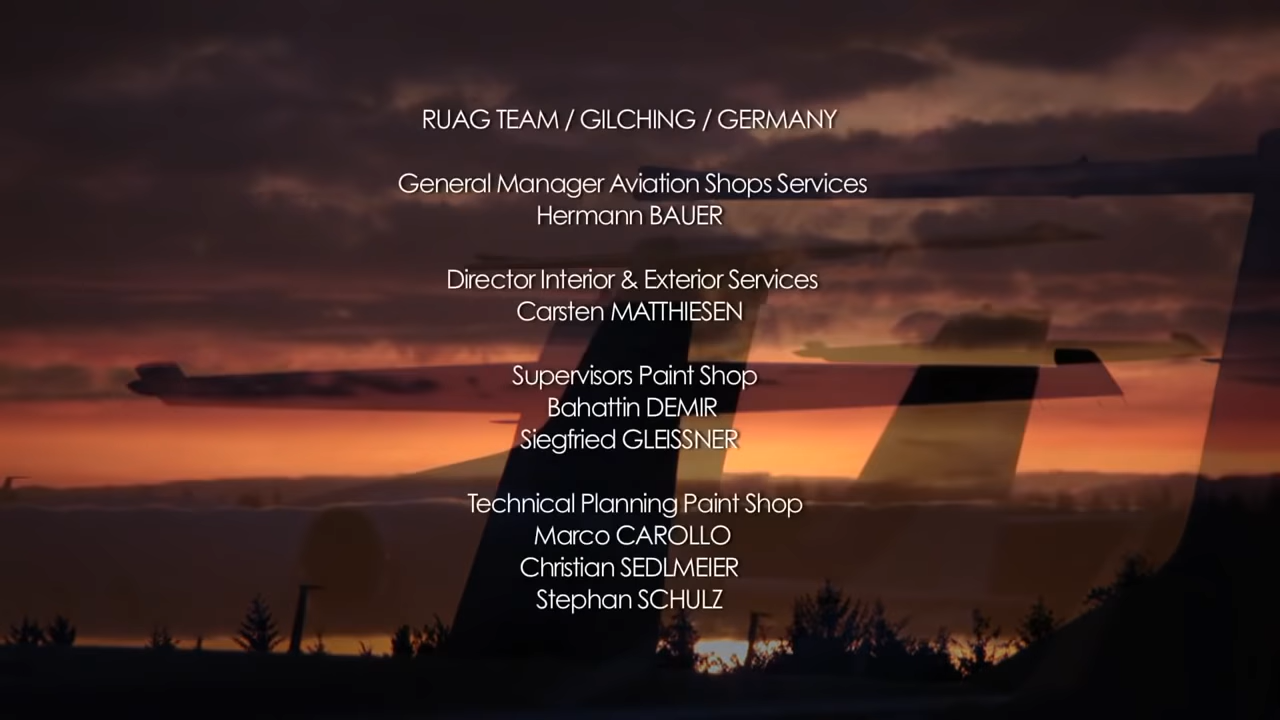 RUAG TEAM / GILCHING / GERMANY
General Manager Aviation Shops Services
Hermann BAUER
Director Interior & Exterior Services
Carsten MATTHIESEN
Supervisors Paint Shop
Bahattin DEMIR
Siegfried GLEISSNER
Technical Planning Paint Shop
Marco CAROLLO
Christian SEDLMEIER
Stephan SCHULZ